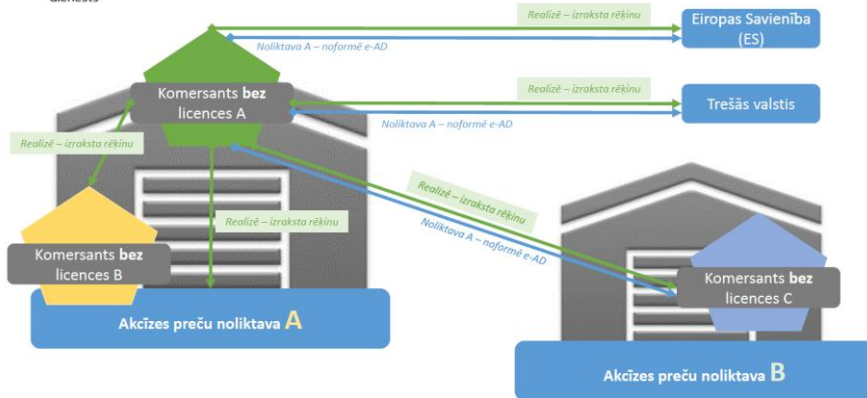 dienests
Realizē – izraksta rēķinu
Eiropas Savienība
(ES)
Noliktava A – noformē e-AD
Komersants bez
licences A
Realizē – izraksta rēķinu
Trešās valstis
Noliktava A – noformē e-AD
Realizē – izraksta rēķinu
Realizē – izraksta rēķinu
Noliktava A – noformē e-AD
Realizē – izraksta rēķinu
Komersants bez
licences B
Komersants bez
licences C
Akcīzes preču noliktava A
Akcīzes preču noliktava B